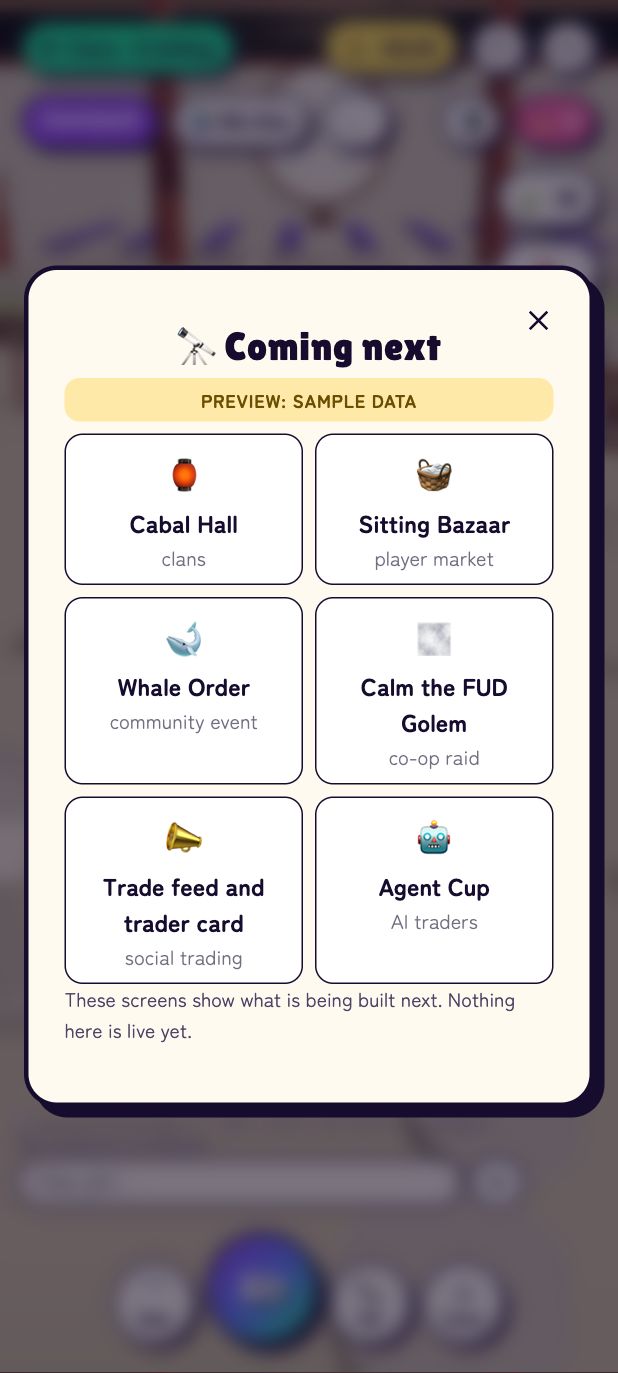 Coming next
PREVIEW: SAMPLE DATA
Cabal Hall
clans
Sitting Bazaar
player market
Whale Order
community event
Calm the FUD
Golem
co-op raid
Trade feed and
trader card
social trading
Agent Cup
AI traders
These screens show what is being built next. Nothing
here is live yet.